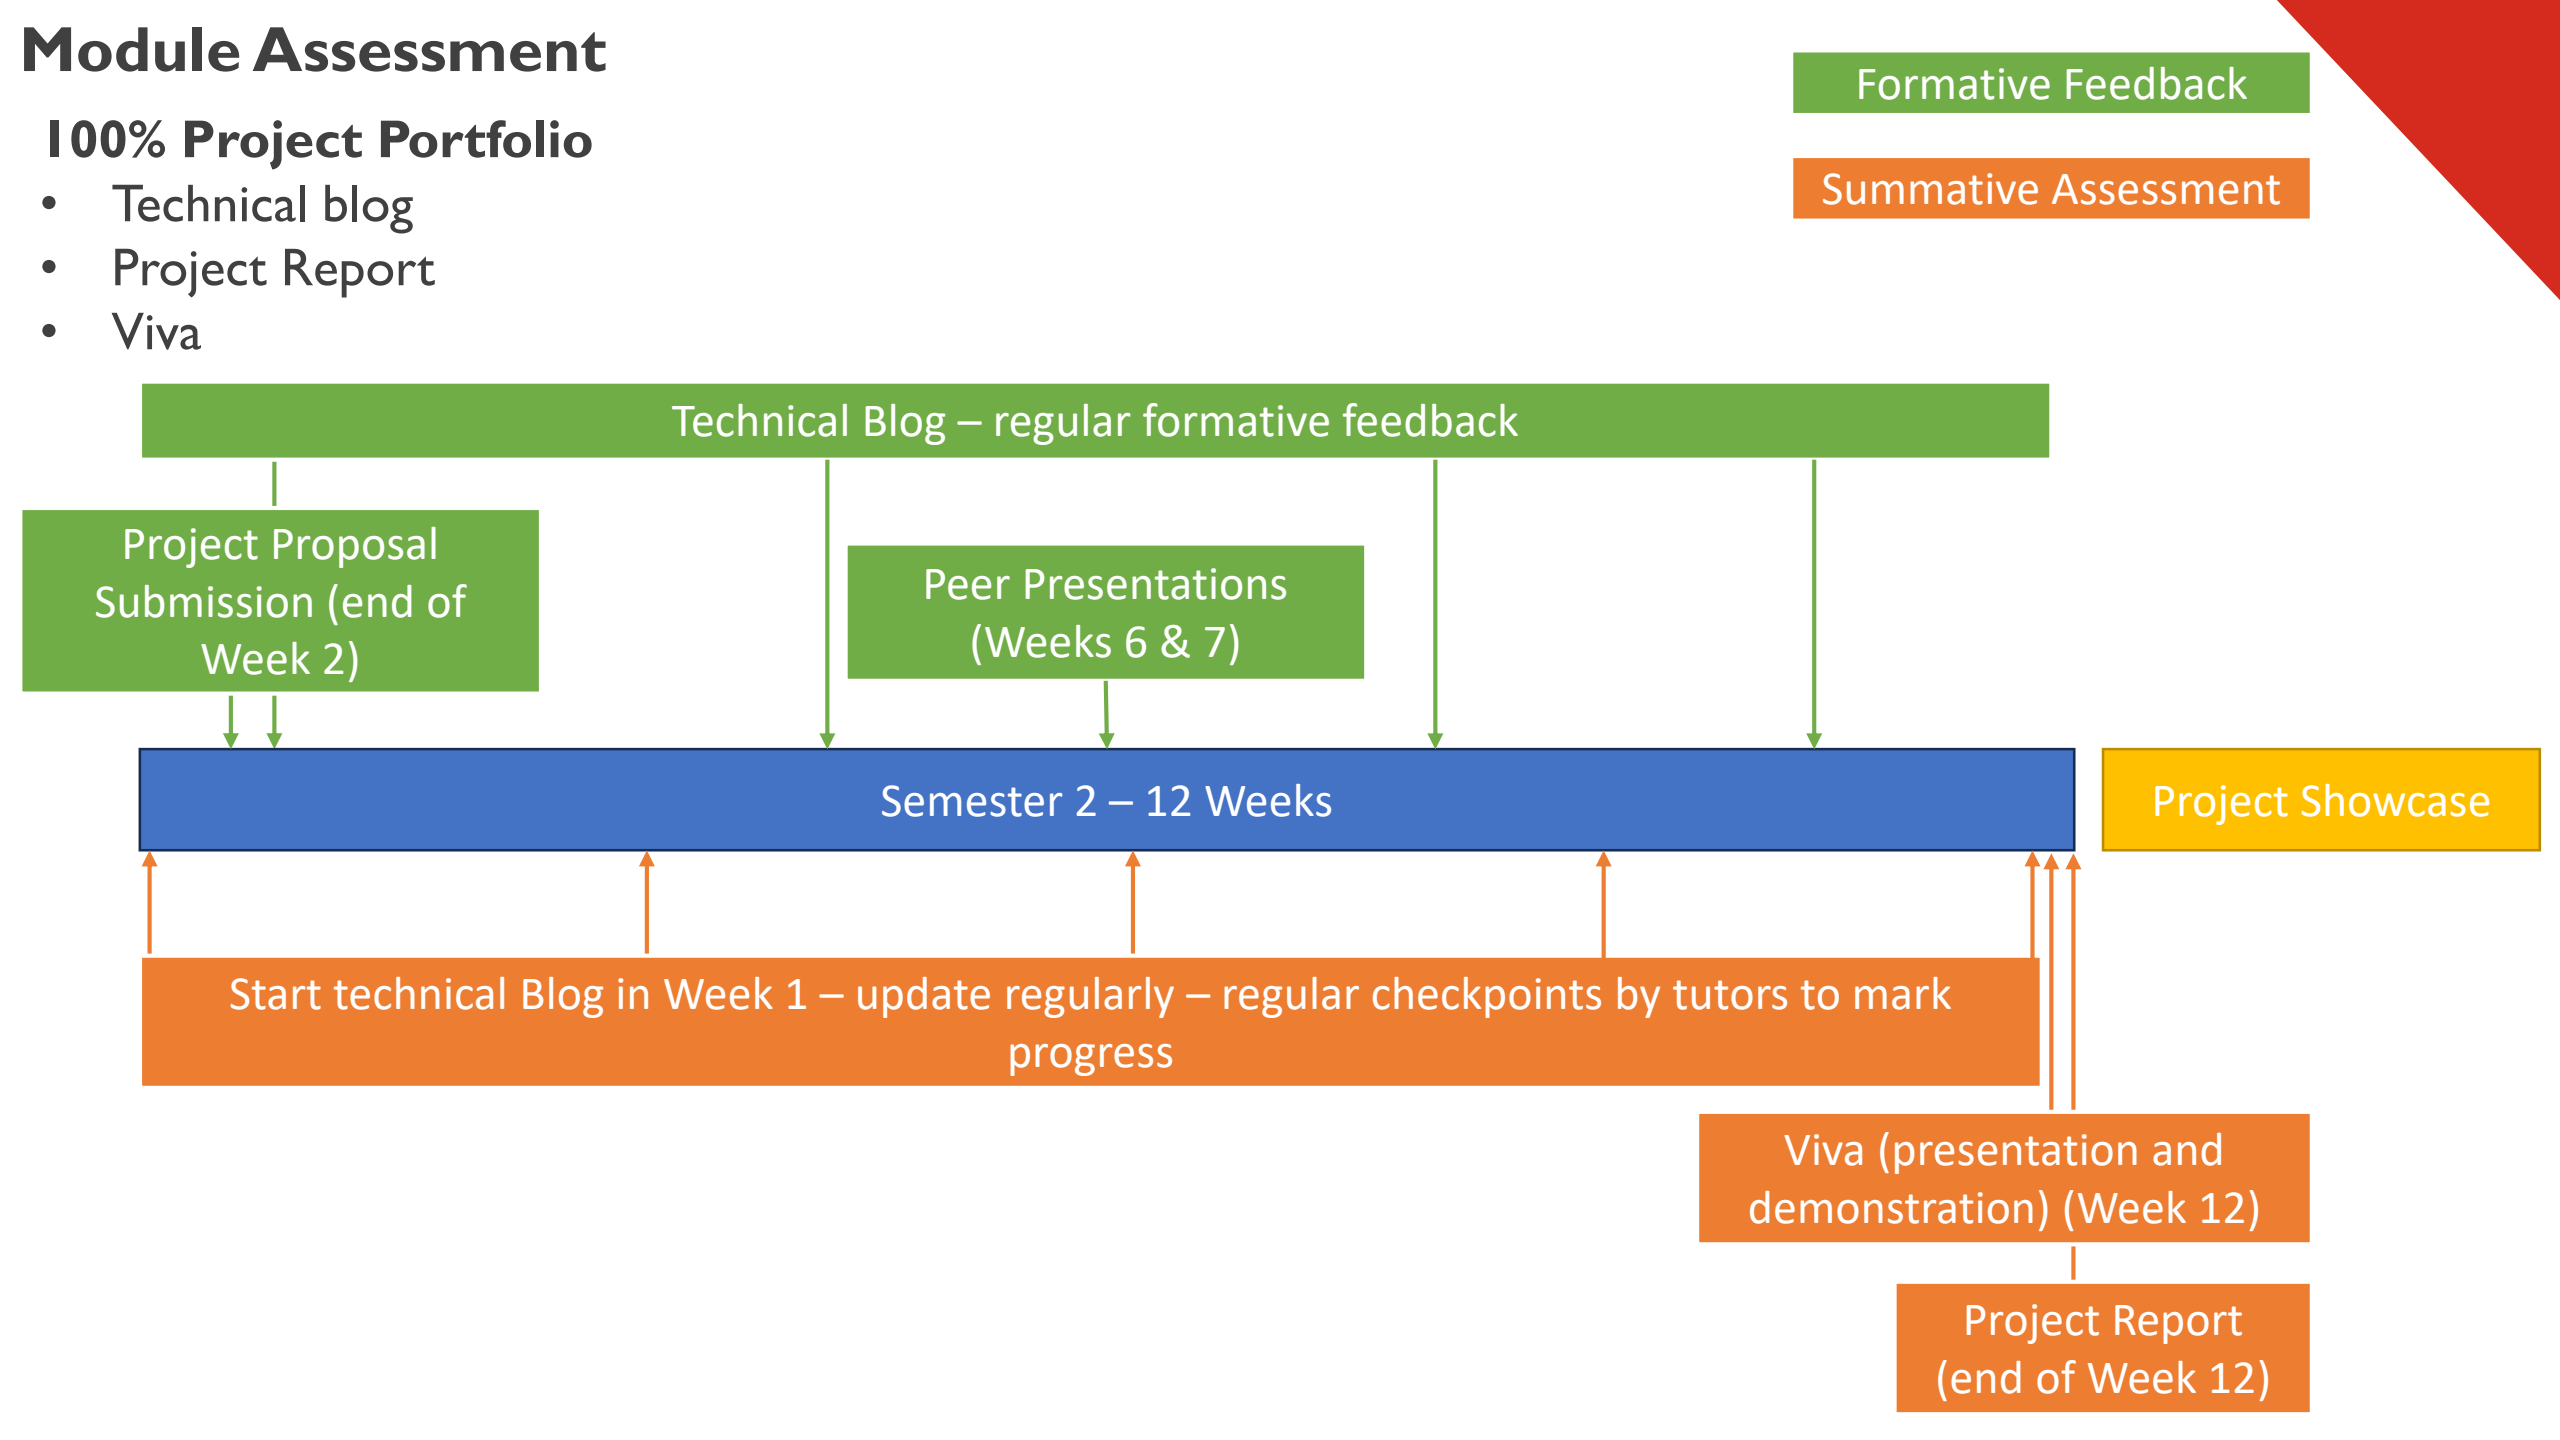 Module Assessment
100% Project Portfolio
• Technical blog
• Project Report
• Viva
Formative Feedback
Summative Assessment
Technical Blog – regular formative feedback
Project Proposal
Submission (end of
Week 2)
Peer Presentations
(Weeks 6 & 7)
Semester 2 – 12 Weeks
Project Showcase
Start technical Blog in Week 1 – update regularly – regular checkpoints by tutors to mark
progress
Viva (presentation and
demonstration) (Week 12)
Project Report
(end of Week 12)